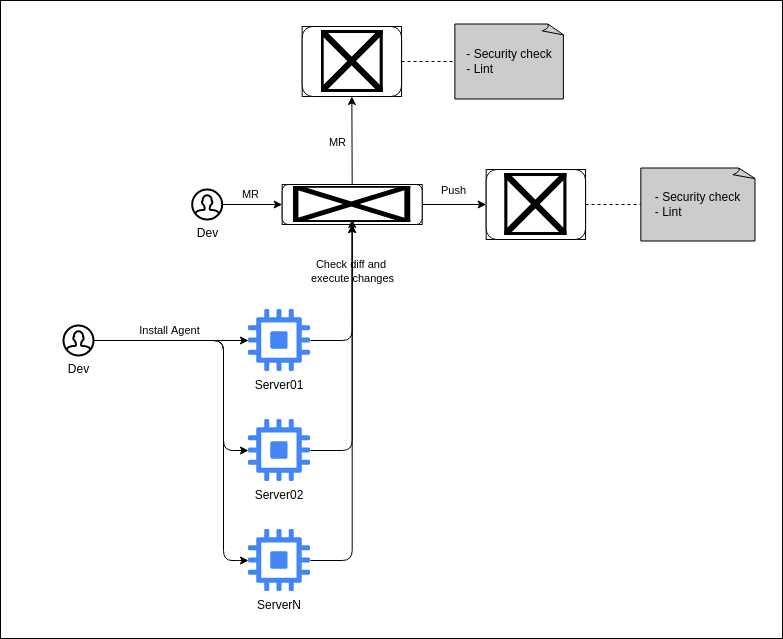 - Security check
- Lint
MR
MR
Push
- Security check
- Lint
Dev
Check diff and
execute changes
Install Agent
Dev
Server01
Server02
ServerN